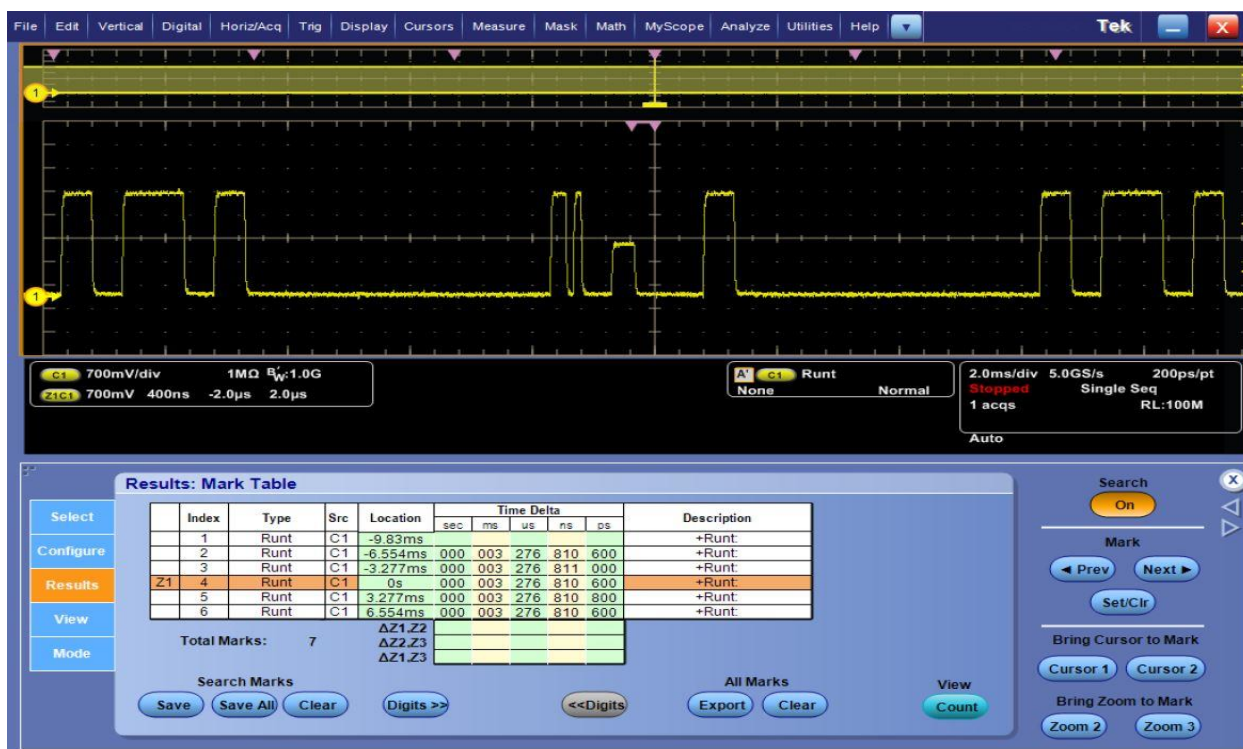 File Edit Vertical Digital Horiz/Acq Trig Display Cursors Measure Mask Math MyScope Analyze Utilities Help Tek X
1
1
C1 700mV/div 1MΩ BW:1.0G
Z1C1 700mV 400ns -2.0µs 2.0µs
A' C1 Runt
None Normal
2.0ms/div 5.0GS/s 200ps/pt
Stopped Single Seq
1 acqs RL:100M
Auto
Results: Mark Table
Select
Configure
Results
View
Mode
Index Type Src Location Time Delta Description
sec ms us ns ps
1 Runt C1 -9.83ms +Runt:
2 Runt C1 -6.554ms 000 003 276 810 600 +Runt:
3 Runt C1 -3.277ms 000 003 276 811 000 +Runt:
Z1 4 Runt C1 0s 000 003 276 810 600 +Runt:
5 Runt C1 3.277ms 000 003 276 810 800 +Runt:
6 Runt C1 6.554ms 000 003 276 810 600 +Runt:
ΔZ1,Z2
ΔZ2,Z3
ΔZ1,Z3
Total Marks: 7
Search Marks
Save Save All Clear
Digits >>
<<Digits
All Marks
Export Clear
View
Count
Search
On
X
Mark
Prev Next
Set/Clr
Bring Cursor to Mark
Cursor 1 Cursor 2
Bring Zoom to Mark
Zoom 2 Zoom 3